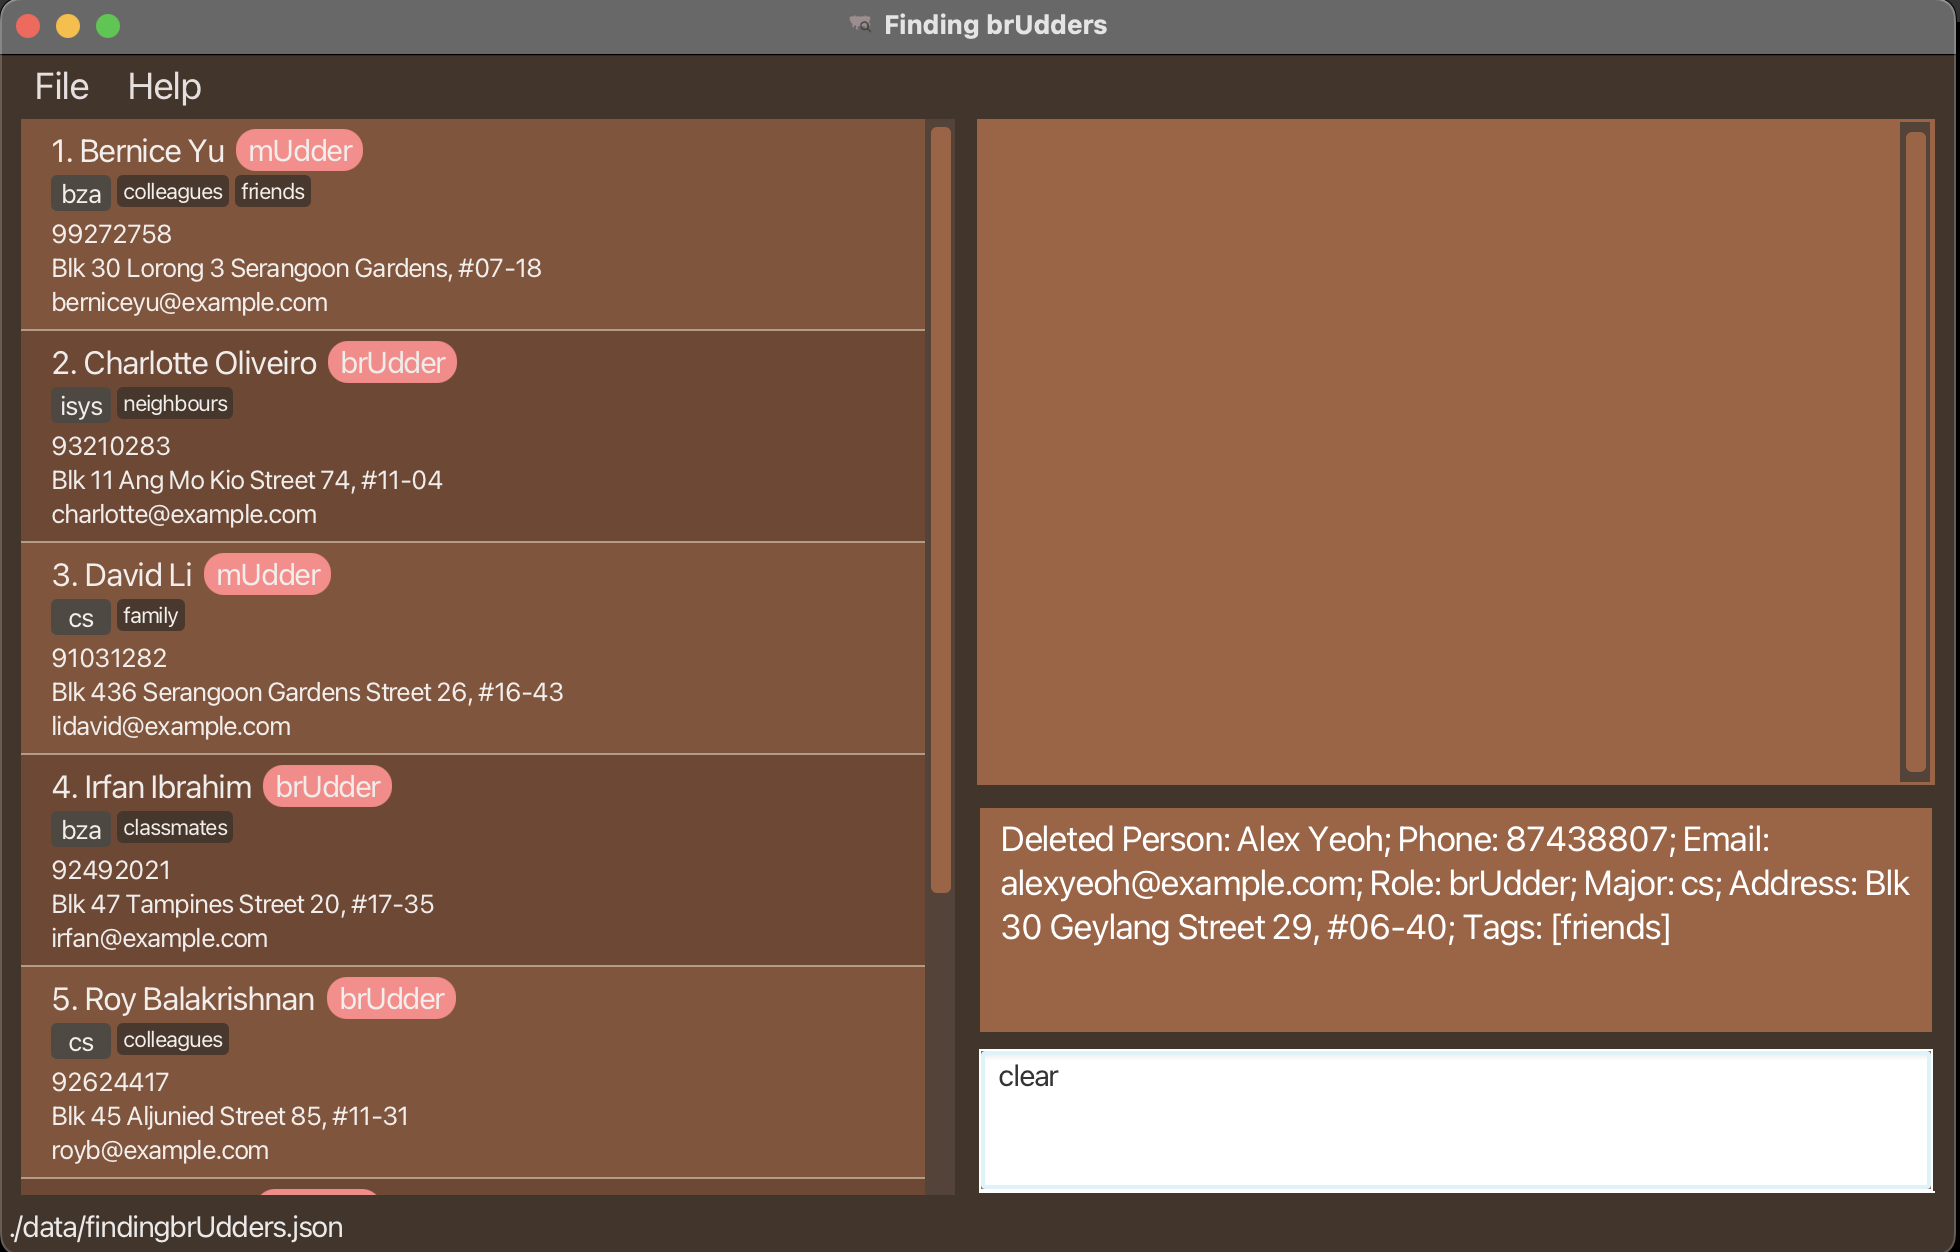 Finding brUdders
File Help
1. Bernice Yu mUdder
bza colleagues friends
99272758
Blk 30 Lorong 3 Serangoon Gardens, #07-18
berniceyu@example.com
2. Charlotte Oliveiro brUdder
isys neighbours
93210283
Blk 11 Ang Mo Kio Street 74, #11-04
charlotte@example.com
3. David Li mUdder
cs family
91031282
Blk 436 Serangoon Gardens Street 26, #16-43
lidavid@example.com
4. Irfan Ibrahim brUdder
bza classmates
92492021
Blk 47 Tampines Street 20, #17-35
irfan@example.com
5. Roy Balakrishnan brUdder
cs colleagues
92624417
Blk 45 Aljunied Street 85, #11-31
royb@example.com
Deleted Person: Alex Yeoh; Phone: 87438807; Email:
alexyeoh@example.com; Role: brUdder; Major: cs; Address: Blk
30 Geylang Street 29, #06-40; Tags: [friends]
clear
./data/findingbrUdders.json